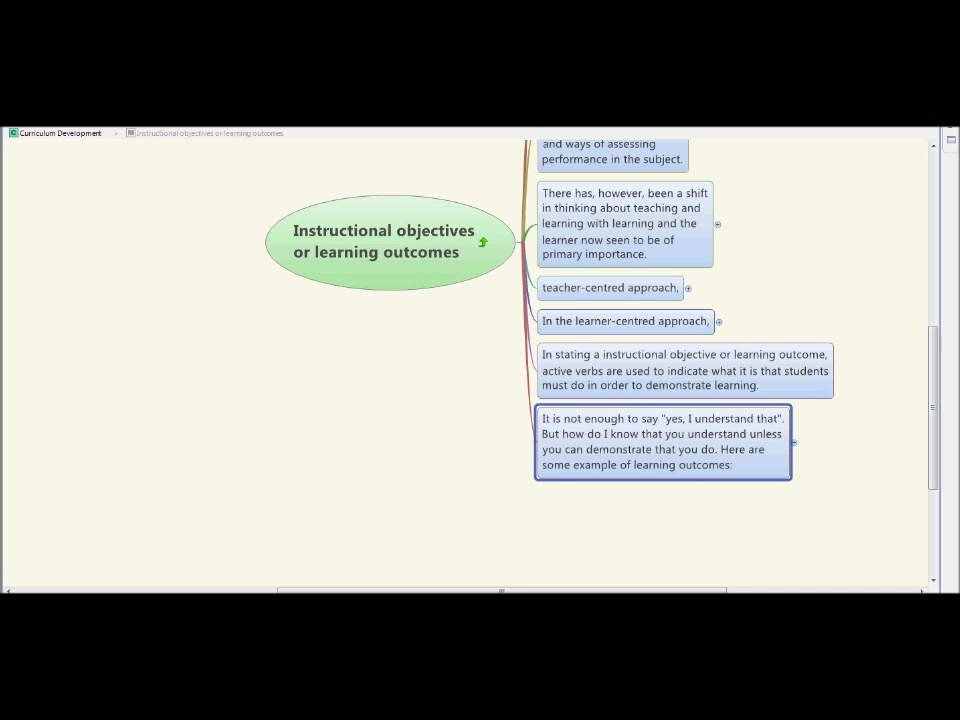 Curriculum Development > Instructional objectives or learning outcomes
and ways of assessing
performance in the subject.
There has, however, been a shift
in thinking about teaching and
learning with learning and the
learner now seen to be of
primary importance.
Instructional objectives
or learning outcomes
teacher-centred approach,
In the learner-centred approach,
In stating a instructional objective or learning outcome,
active verbs are used to indicate what it is that students
must do in order to demonstrate learning.
It is not enough to say "yes, I understand that".
But how do I know that you understand unless
you can demonstrate that you do. Here are
some example of learning outcomes: